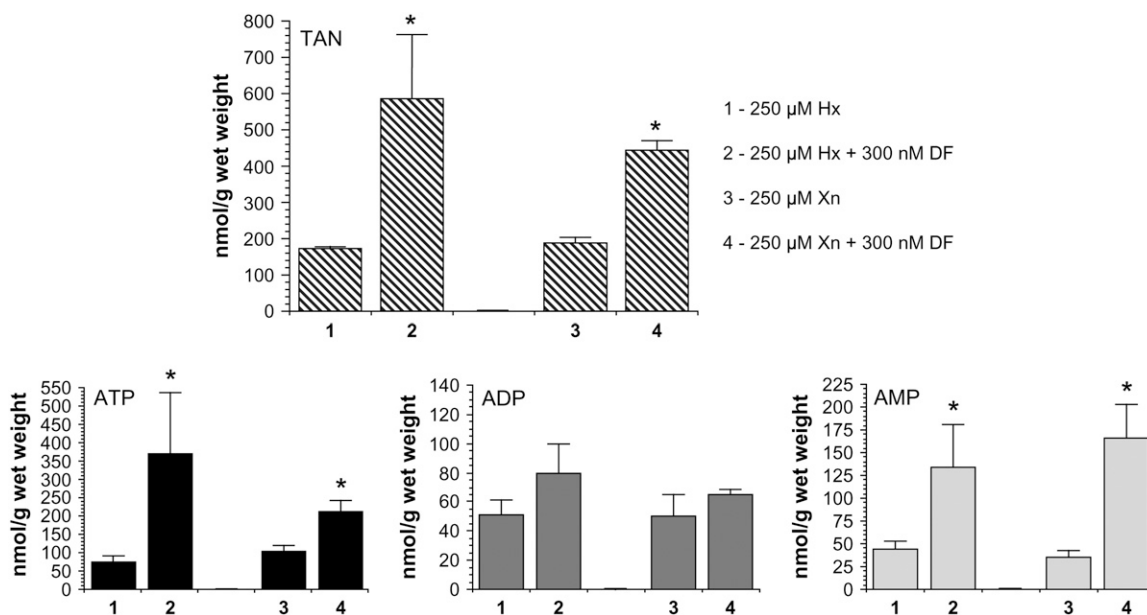 TAN
nmol/g wet weight
800
700
600
500
400
300
200
100
0
*
*
1 2 3 4
1 - 250 µM Hx
2 - 250 µM Hx + 300 nM DF
3 - 250 µM Xn
4 - 250 µM Xn + 300 nM DF
ATP
nmol/g wet weight
550
500
450
400
350
300
250
200
150
100
50
0
*
*
1 2 3 4
ADP
nmol/g wet weight
140
120
100
80
60
40
20
0
1 2 3 4
AMP
nmol/g wet weight
225
200
175
150
125
100
75
50
25
0
*
*
1 2 3 4